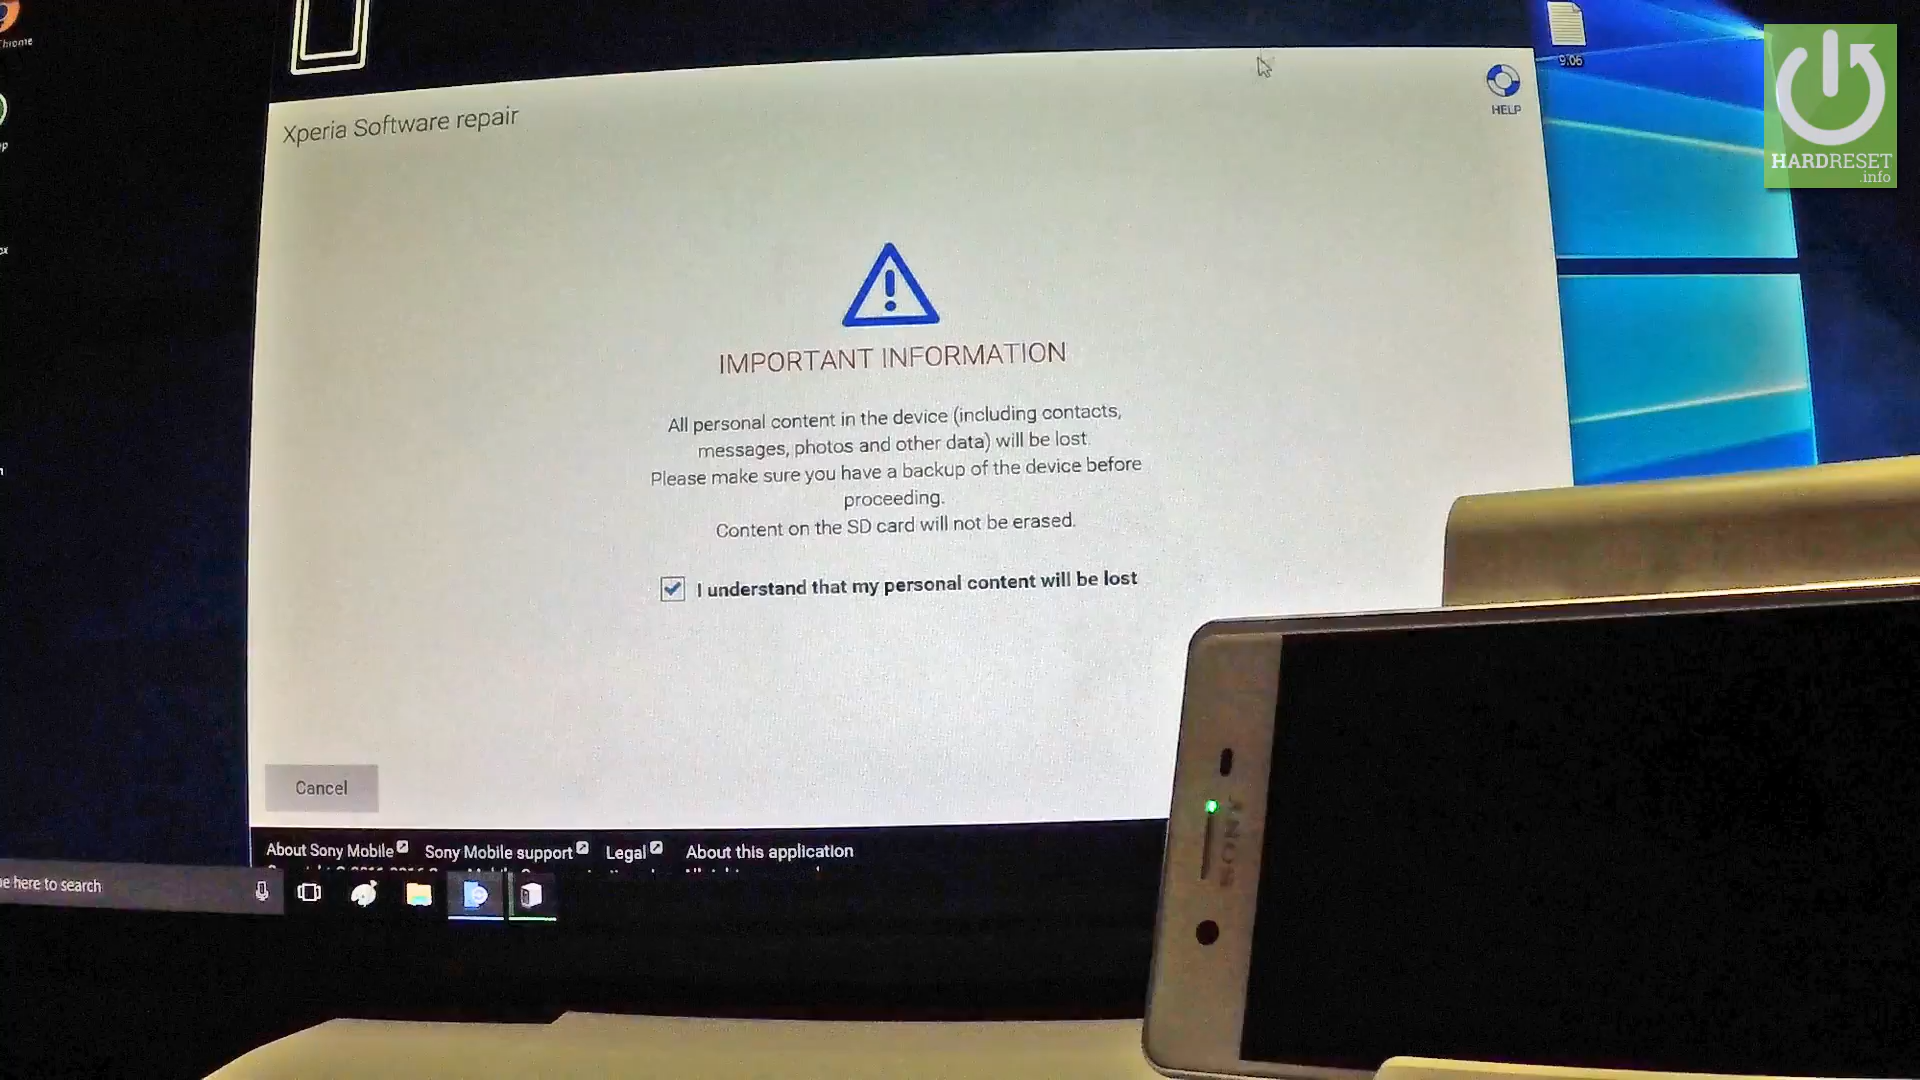 9:06
HARDRESET
.info
HELP
Xperia Software repair
IMPORTANT INFORMATION
All personal content in the device (including contacts,
messages, photos and other data) will be lost.
Please make sure you have a backup of the device before
proceeding.
Content on the SD card will not be erased.
I understand that my personal content will be lost
Cancel
About Sony Mobile Sony Mobile support Legal About this application
here to search
SONY